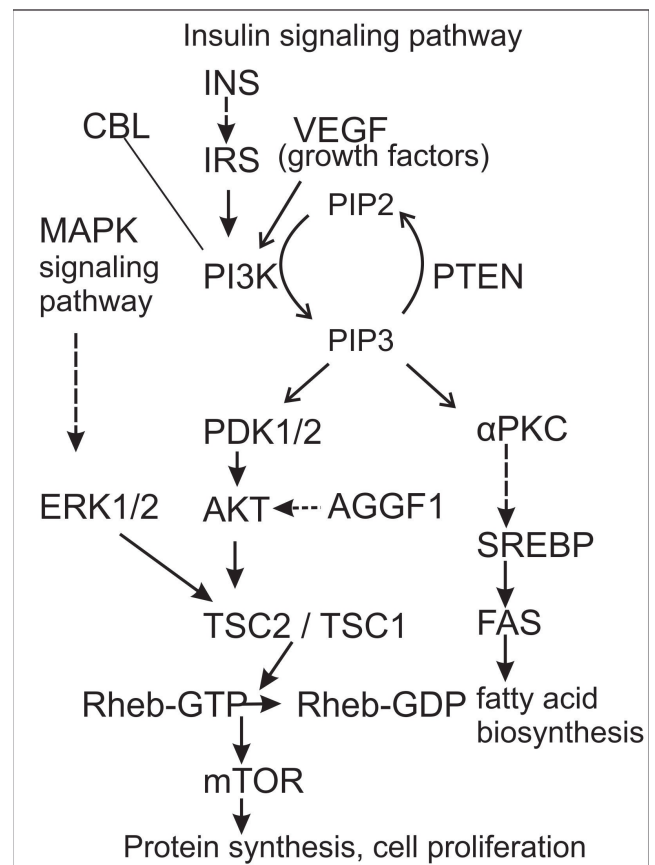 Insulin signaling pathway
INS
CBL
VEGF
IRS
(growth factors)
PIP2
MAPK
signaling
pathway
PI3K
PTEN
PIP3
PDK1/2
αPKC
ERK1/2
AKT
AGGF1
SREBP
TSC2 / TSC1
FAS
Rheb-GTP
Rheb-GDP
fatty acid
biosynthesis
mTOR
Protein synthesis, cell proliferation